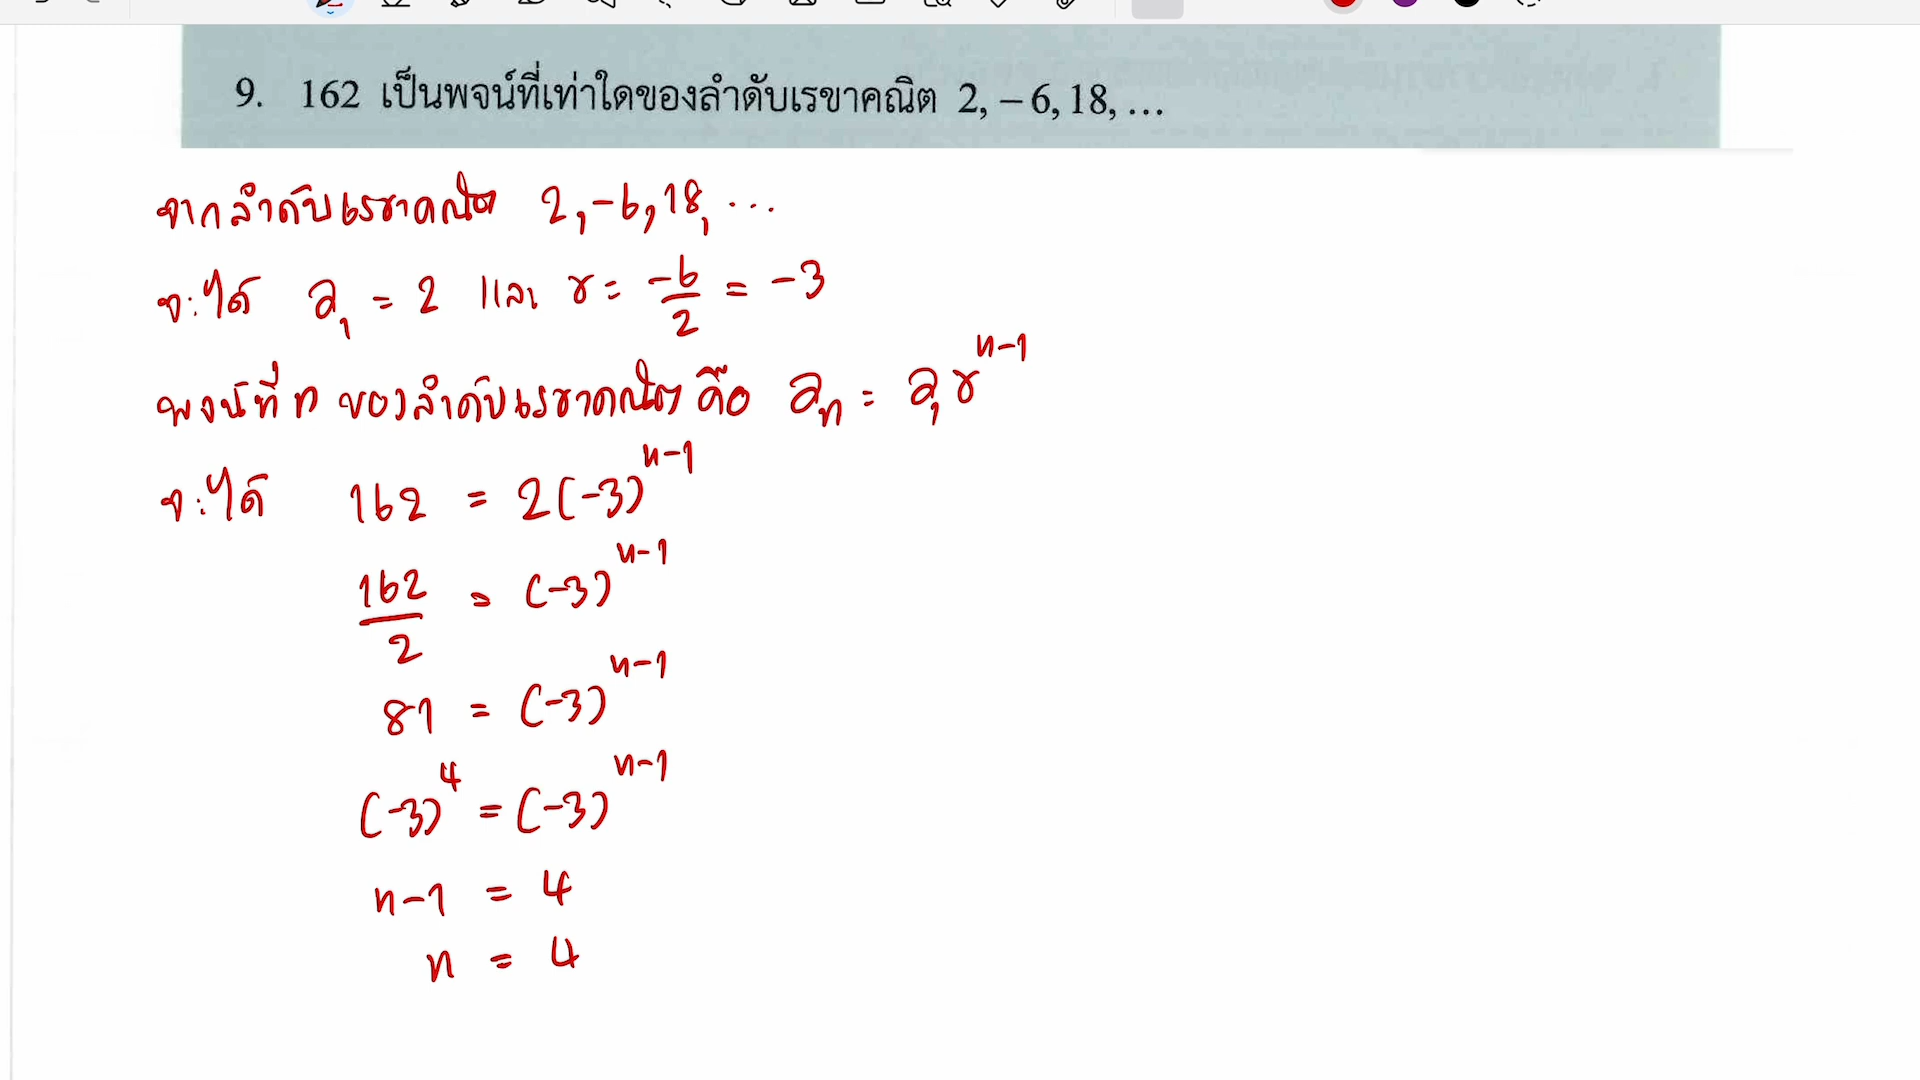 9. 162 เป็นพจน์ที่เท่าใดของลำดับเรขาคณิต 2, – 6, 18, …
จากลำดับเรขาคณิต 2, -6, 18, ...
จะได้ a₁ = 2 และ r = -6/2 = -3
พจน์ที่ n ของลำดับเรขาคณิต คือ aₙ = a₁r^(n-1)
จะได้ 162 = 2(-3)^(n-1)
162/2 = (-3)^(n-1)
81 = (-3)^(n-1)
(-3)^4 = (-3)^(n-1)
n-1 = 4
n = 4